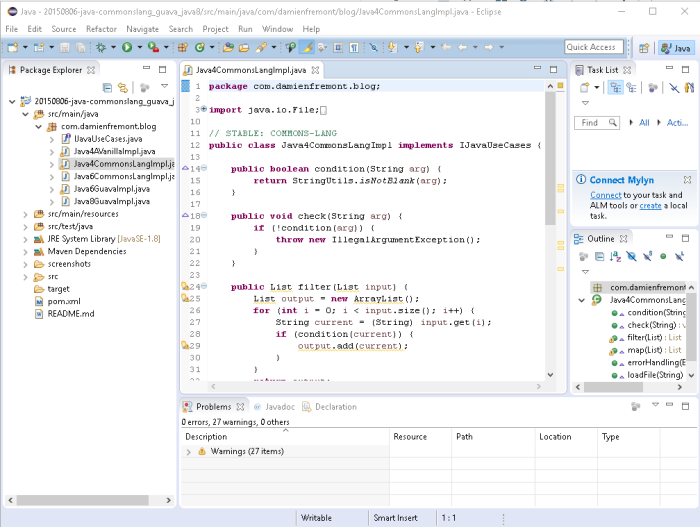 Java - 20150806-java-commonslang_guava_java8/src/main/java/com/damienfremont/blog/Java4CommonsLangImpl.java - Eclipse
File Edit Source Refactor Navigate Search Project Run Window Help
Quick Access
Java
Package Explorer
20150806-java-commonslang_guava_j
src/main/java
com.damienfremont.blog
IJavaUseCases.java
Java4AVanillaImpl.java
Java4CommonsLangImpl.ja
Java6CommonsLangImpl.ja
Java6GuavaImpl.java
Java8GuavaImpl.java
src/main/resources
src/test/java
JRE System Library [JavaSE-1.8]
Maven Dependencies
screenshots
src
target
pom.xml
README.md
Java4CommonsLangImpl.java
1 package com.damienfremont.blog;
2
3 import java.io.File;
11 // STABLE: COMMONS-LANG
12 public class Java4CommonsLangImpl implements IJavaUseCases {
13
14 public boolean condition(String arg) {
15 return StringUtils.isNotBlank(arg);
16 }
17
18 public void check(String arg) {
19 if (!condition(arg)) {
20 throw new IllegalArgumentException();
21 }
22 }
23
24 public List filter(List input) {
25 List output = new ArrayList();
26 for (int i = 0; i < input.size(); i++) {
27 String current = (String) input.get(i);
28 if (condition(current)) {
29 output.add(current);
30 }
31 }
Task List
Find
All
Acti...
Connect Mylyn
Connect to your task and
ALM tools or create a local
task.
Outline
com.damienfremont
Java4CommonsLang
condition(String
check(String) : v
filter(List) : List
map(List) : List
errorHandling(E
loadFile(String)
Problems Javadoc Declaration
0 errors, 27 warnings, 0 others
Description Resource Path Location Type
Warnings (27 items)
Writable Smart Insert 1 : 1